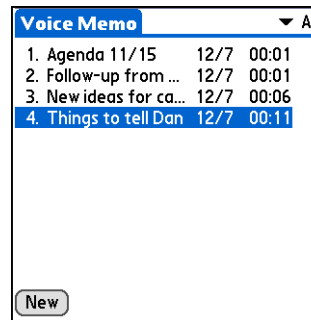 Voice Memo A
1. Agenda 11/15 12/7 00:01
2. Follow-up from ... 12/7 00:01
3. New ideas for ca... 12/7 00:06
4. Things to tell Dan 12/7 00:11
New